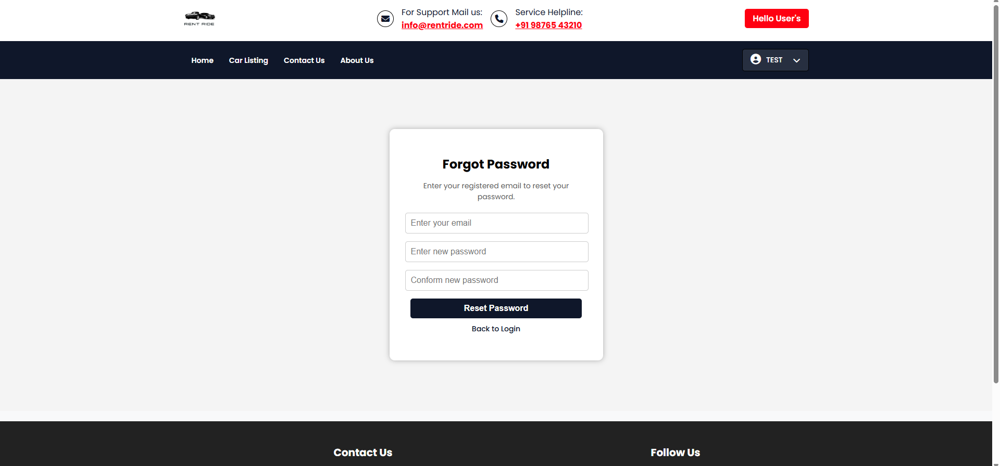 RENT RIDE
For Support Mail us:
info@rentride.com
Service Helpline:
+91 98765 43210
Hello User's
Home
Car Listing
Contact Us
About Us
TEST
Forgot Password
Enter your registered email to reset your
password.
Enter your email
Enter new password
Conform new password
Reset Password
Back to Login
Contact Us
Follow Us